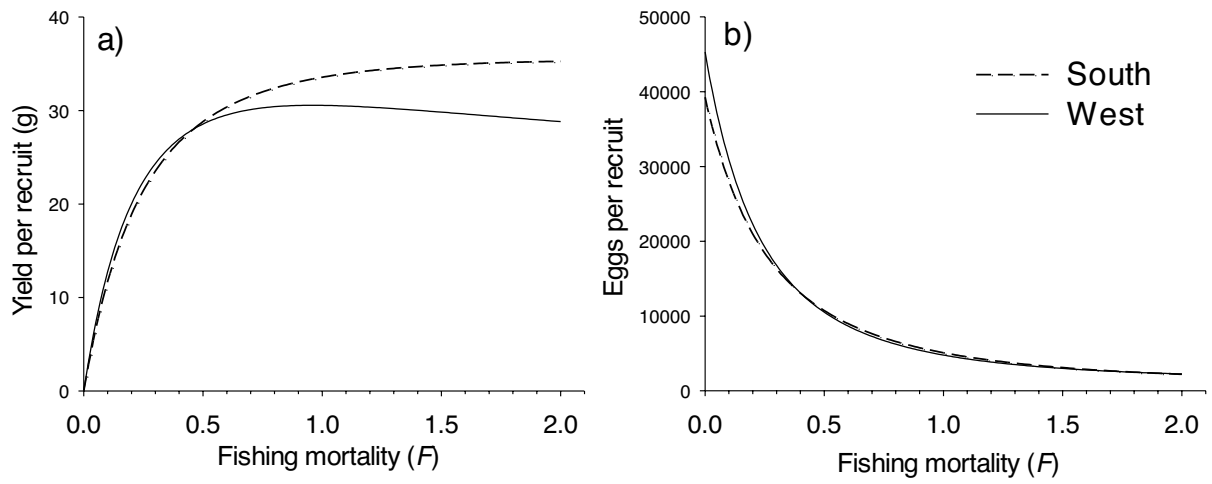 a)
Yield per recruit (g)
40
30
20
10
0
0.0 0.5 1.0 1.5 2.0
Fishing mortality (F)
b)
Eggs per recruit
50000
40000
30000
20000
10000
0
0.0 0.5 1.0 1.5 2.0
Fishing mortality (F)
South
West